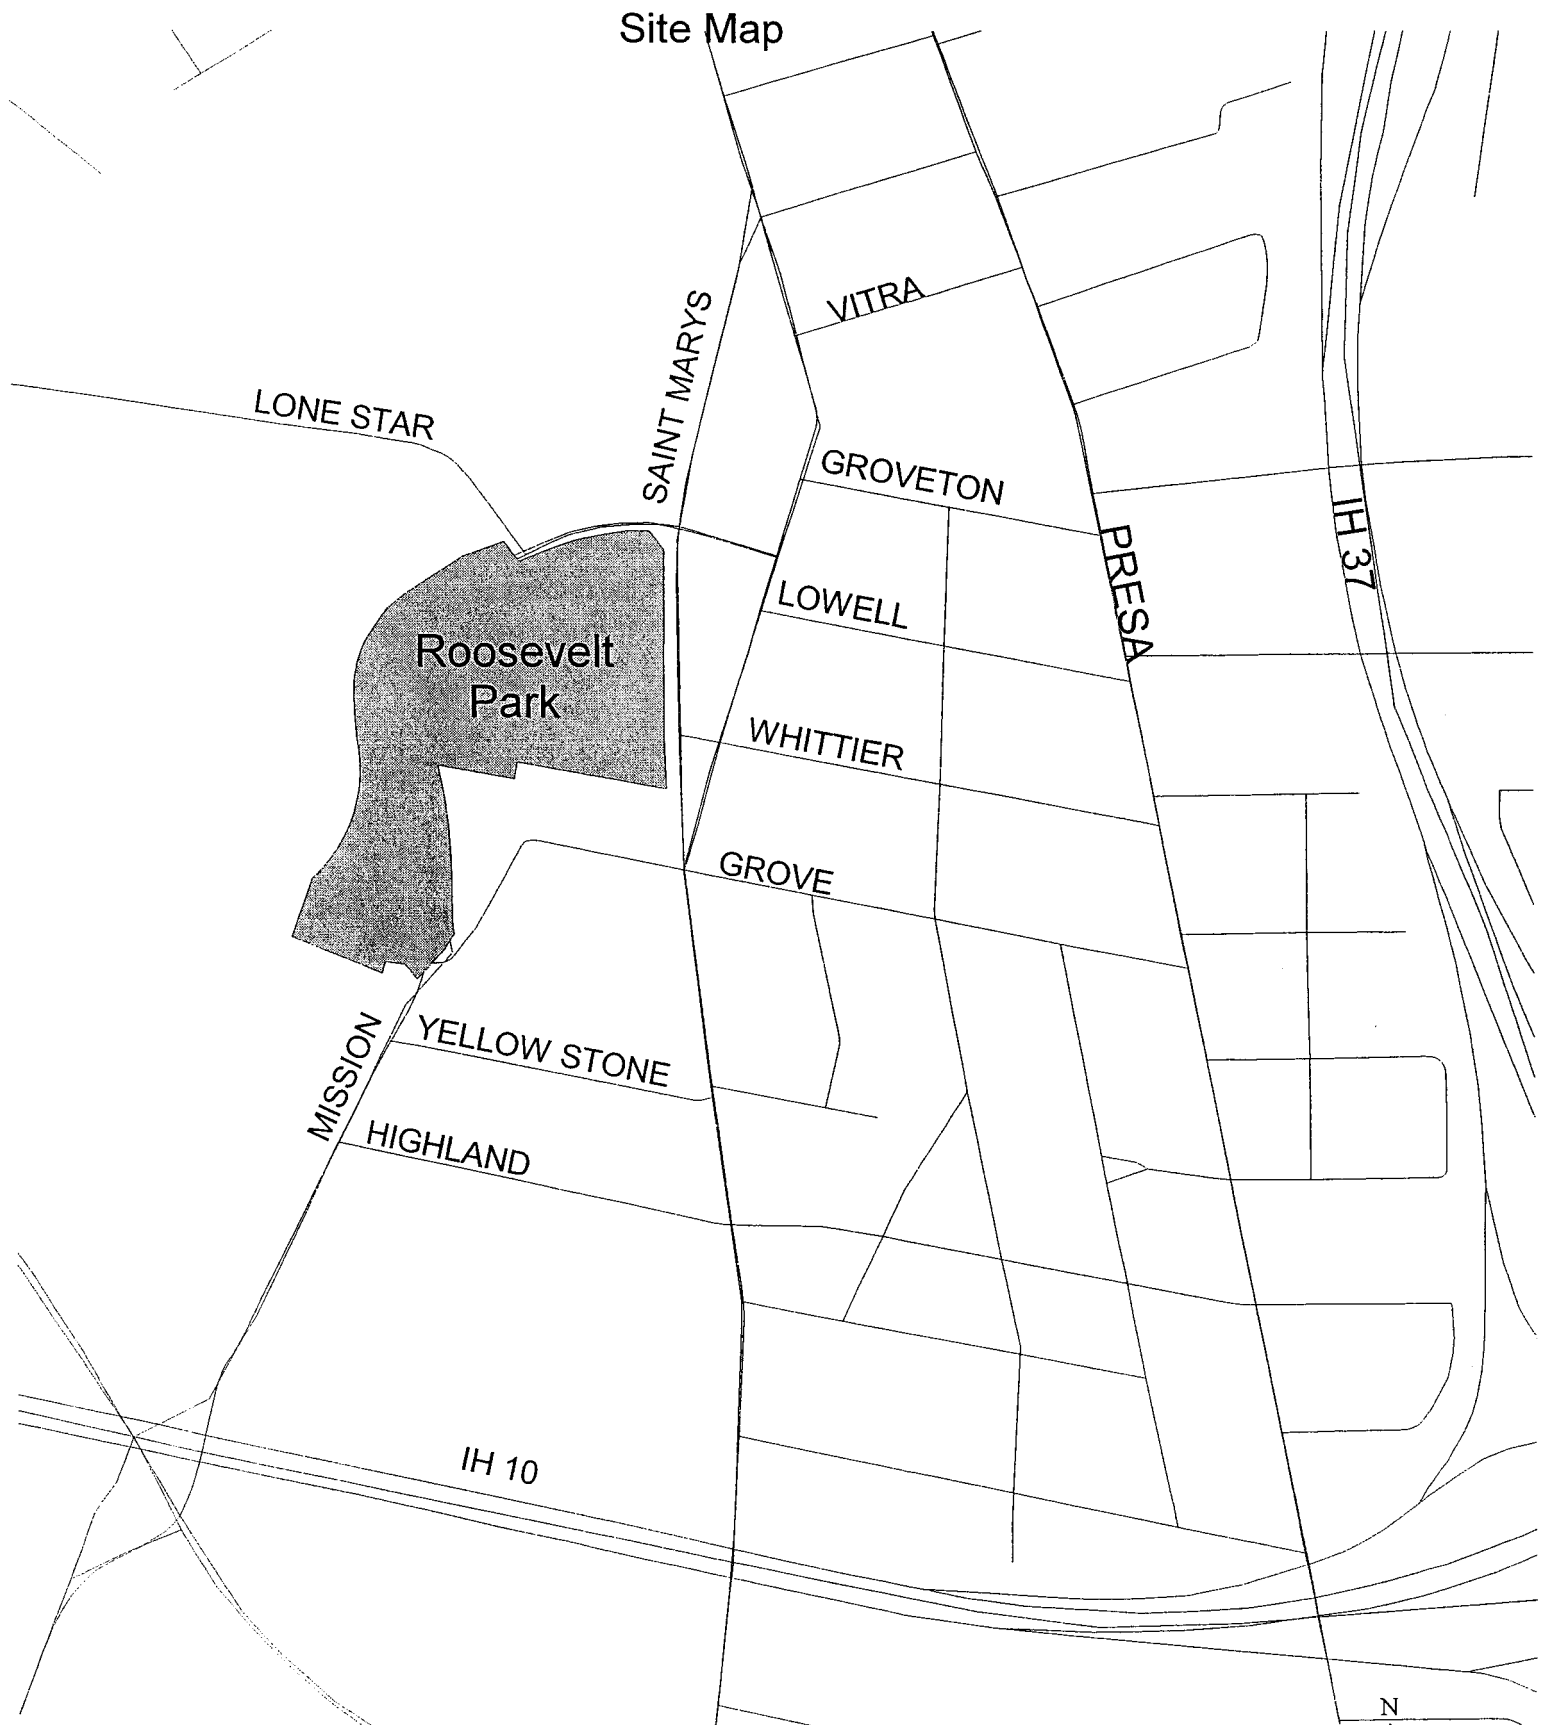 Site Map
VITRA
SAINT MARYS
LONE STAR
GROVETON
PRESA
IH 37
LOWELL
Roosevelt
Park
WHITTIER
GROVE
YELLOW STONE
MISSION
HIGHLAND
IH 10
N